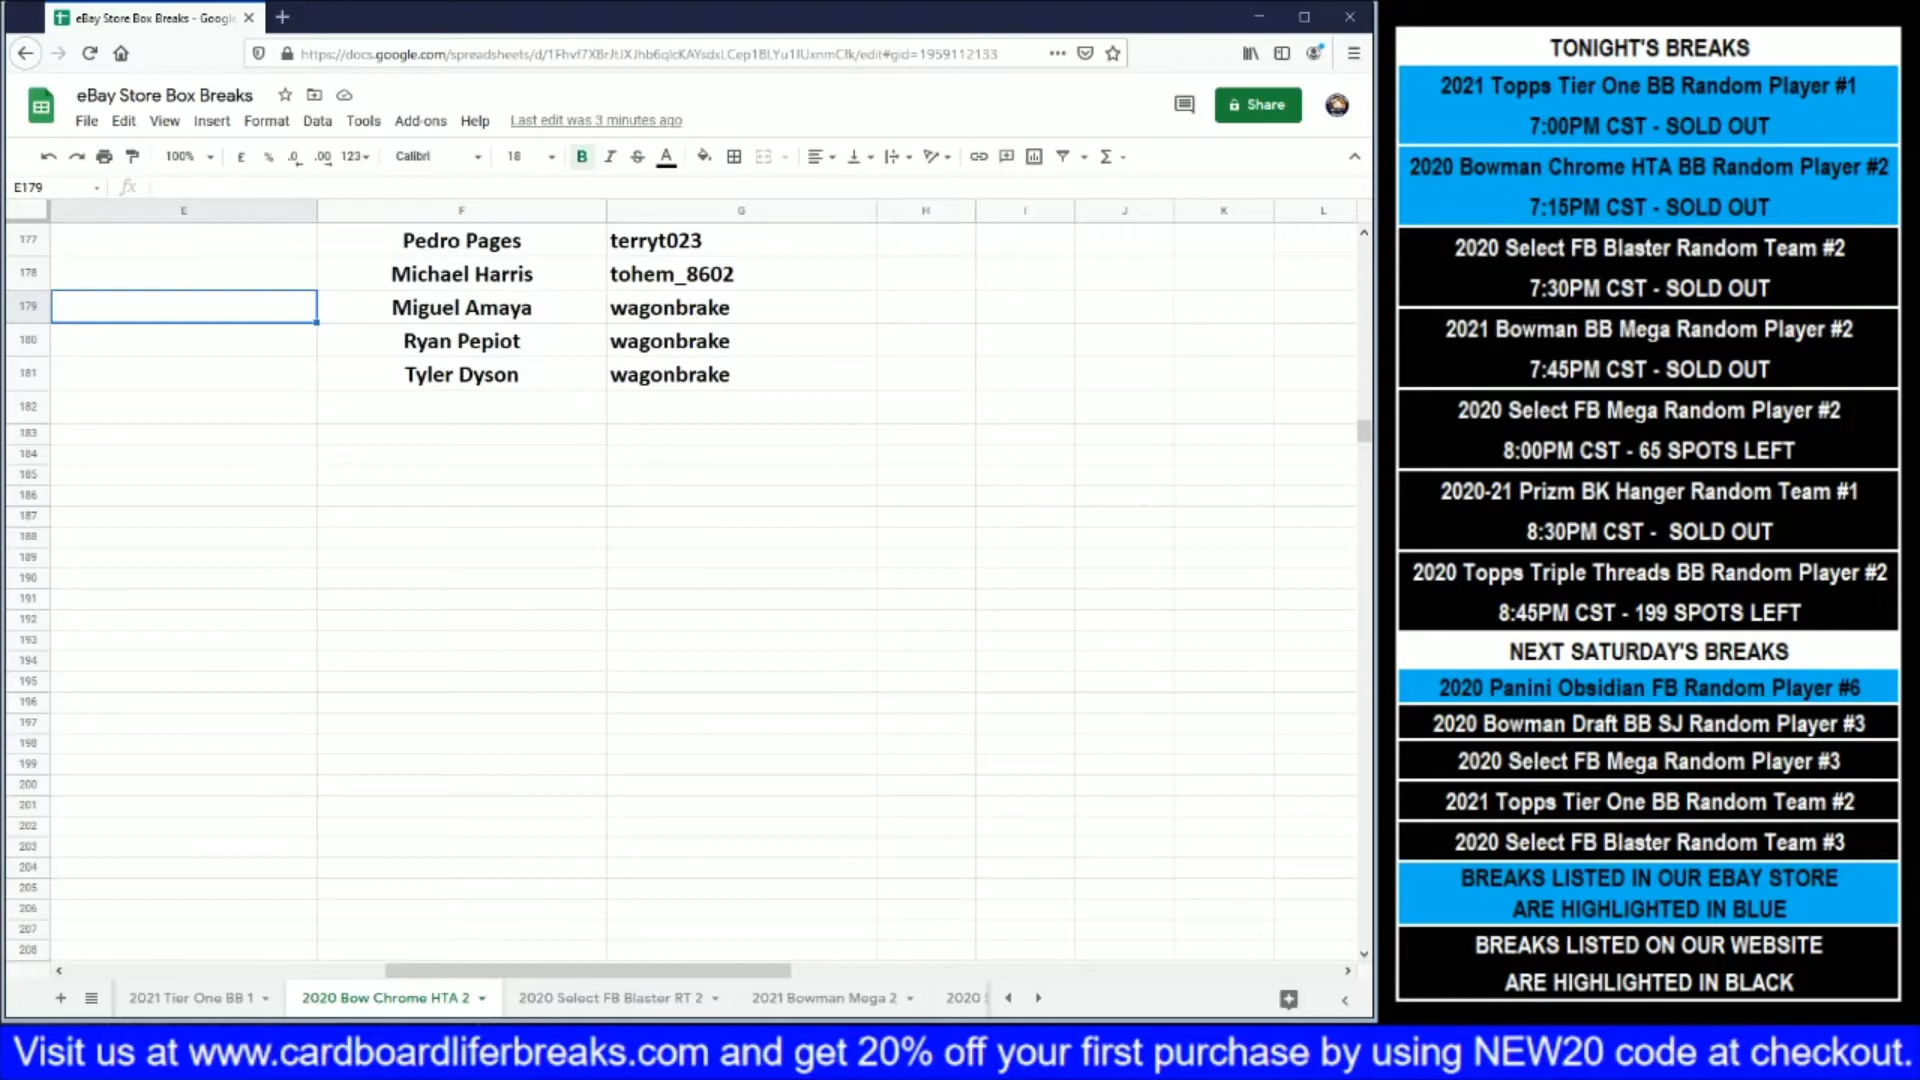 eBay Store Box Breaks - Google
https://docs.google.com/spreadsheets/d/1Fhvf7XBrJtJXJhb6qlcKAYsdxLCep1BLYu1fUxnmCfk/edit#gid=1959112133
eBay Store Box Breaks
Share
File Edit View Insert Format Data Tools Add-ons Help Last edit was 3 minutes ago
100% £ % .0 .00 123 Calibri 18 B I S A
E179 fx
E F G H I J K L
177 Pedro Pages terryt023
178 Michael Harris tohem_8602
179 Miguel Amaya wagonbrake
180 Ryan Pepiot wagonbrake
181 Tyler Dyson wagonbrake
182
183
184
185
186
187
188
189
190
191
192
193
194
195
196
197
198
199
200
201
202
203
204
205
206
207
208
2021 Tier One BB 1 2020 Bow Chrome HTA 2 2020 Select FB Blaster RT 2 2021 Bowman Mega 2 2020
TONIGHT'S BREAKS
2021 Topps Tier One BB Random Player #1
7:00PM CST - SOLD OUT
2020 Bowman Chrome HTA BB Random Player #2
7:15PM CST - SOLD OUT
2020 Select FB Blaster Random Team #2
7:30PM CST - SOLD OUT
2021 Bowman BB Mega Random Player #2
7:45PM CST - SOLD OUT
2020 Select FB Mega Random Player #2
8:00PM CST - 65 SPOTS LEFT
2020-21 Prizm BK Hanger Random Team #1
8:30PM CST - SOLD OUT
2020 Topps Triple Threads BB Random Player #2
8:45PM CST - 199 SPOTS LEFT
NEXT SATURDAY'S BREAKS
2020 Panini Obsidian FB Random Player #6
2020 Bowman Draft BB SJ Random Player #3
2020 Select FB Mega Random Player #3
2021 Topps Tier One BB Random Team #2
2020 Select FB Blaster Random Team #3
BREAKS LISTED IN OUR EBAY STORE
ARE HIGHLIGHTED IN BLUE
BREAKS LISTED ON OUR WEBSITE
ARE HIGHLIGHTED IN BLACK
Visit us at www.cardboardliferbreaks.com and get 20% off your first purchase by using NEW20 code at checkout.